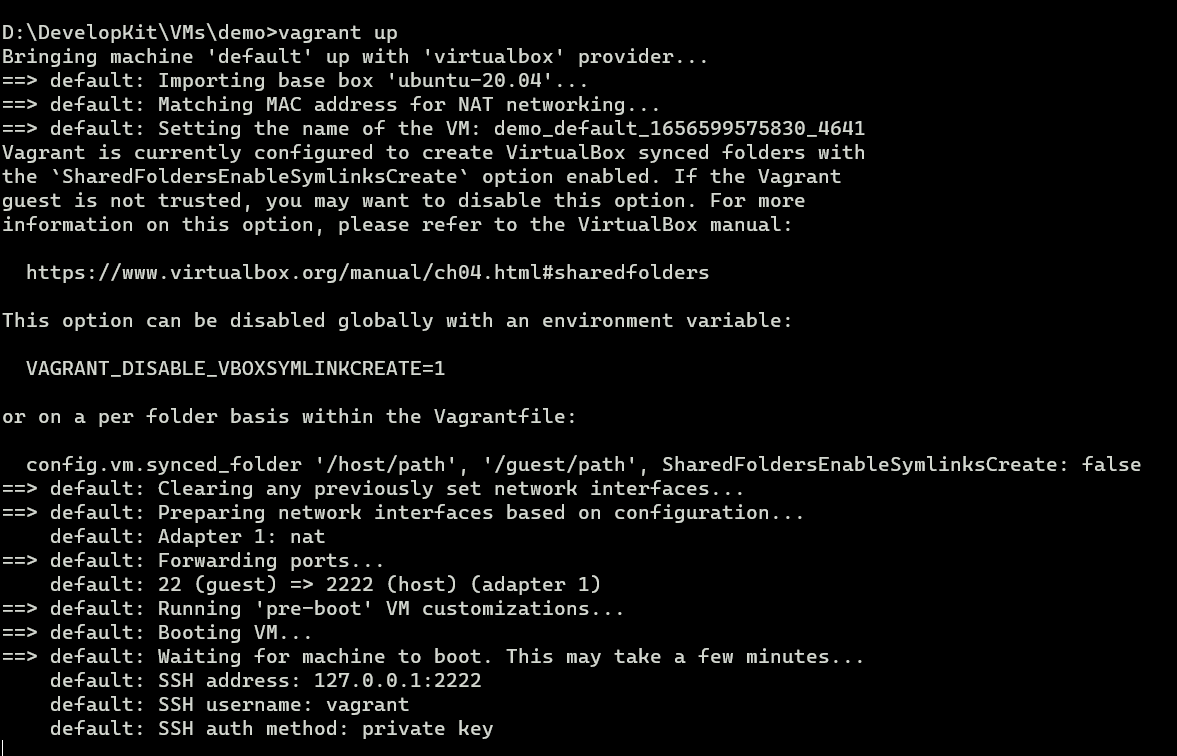 D:\DevelopKit\VMs\demo>vagrant up
Bringing machine 'default' up with 'virtualbox' provider...
==> default: Importing base box 'ubuntu-20.04'...
==> default: Matching MAC address for NAT networking...
==> default: Setting the name of the VM: demo_default_1656599575830_4641
Vagrant is currently configured to create VirtualBox synced folders with
the `SharedFoldersEnableSymlinksCreate` option enabled. If the Vagrant
guest is not trusted, you may want to disable this option. For more
information on this option, please refer to the VirtualBox manual:
https://www.virtualbox.org/manual/ch04.html#sharedfolders
This option can be disabled globally with an environment variable:
VAGRANT_DISABLE_VBOXSYMLINKCREATE=1
or on a per folder basis within the Vagrantfile:
config.vm.synced_folder '/host/path', '/guest/path', SharedFoldersEnableSymlinksCreate: false
==> default: Clearing any previously set network interfaces...
==> default: Preparing network interfaces based on configuration...
default: Adapter 1: nat
==> default: Forwarding ports...
default: 22 (guest) => 2222 (host) (adapter 1)
==> default: Running 'pre-boot' VM customizations...
==> default: Booting VM...
==> default: Waiting for machine to boot. This may take a few minutes...
default: SSH address: 127.0.0.1:2222
default: SSH username: vagrant
default: SSH auth method: private key